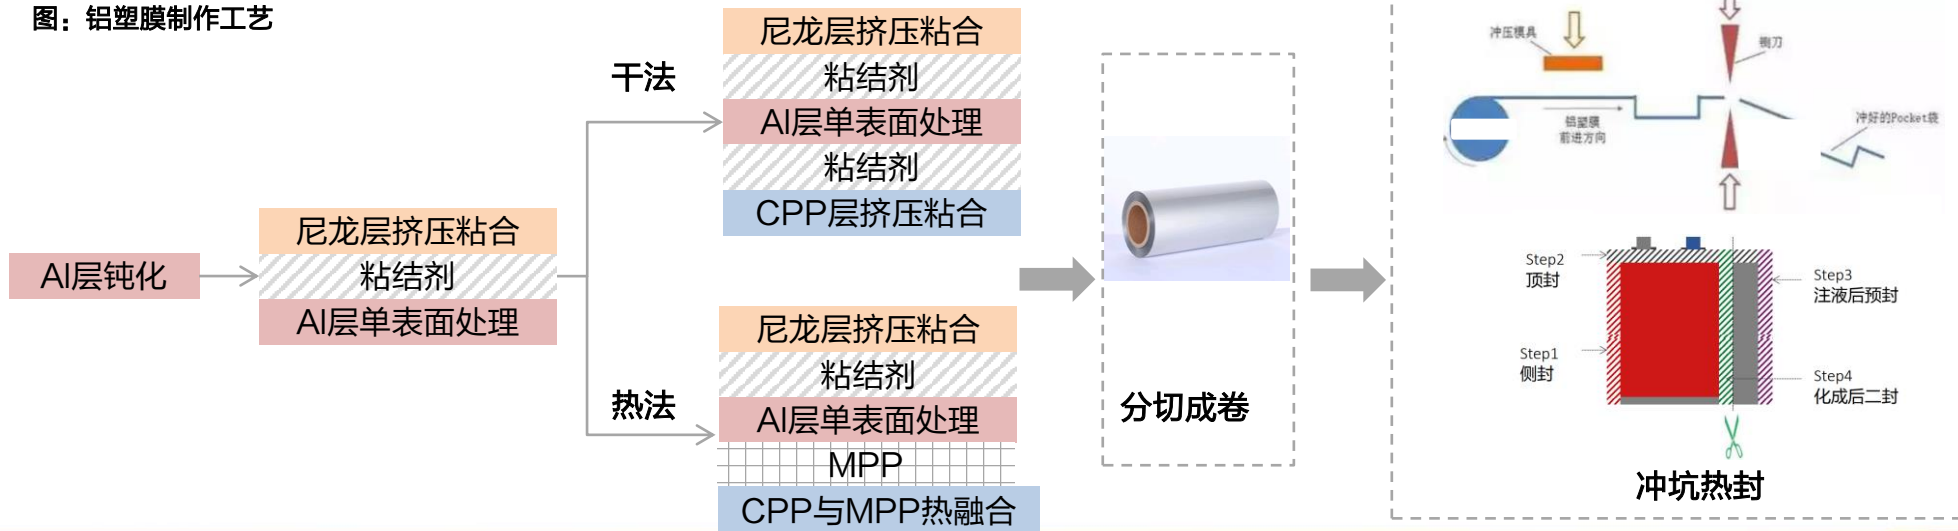 图：铝塑膜制作工艺
Al层钝化
尼龙层挤压粘合
粘结剂
Al层单表面处理
干法
尼龙层挤压粘合
粘结剂
Al层单表面处理
粘结剂
CPP层挤压粘合
热法
尼龙层挤压粘合
粘结剂
Al层单表面处理
MPP
CPP与MPP热融合
分切成卷
冲压模具
铡刀
铝塑膜
前进方向
冲好的Pocket袋
Step2
顶封
Step1
侧封
Step3
注液后预封
Step4
化成后二封
冲坑热封